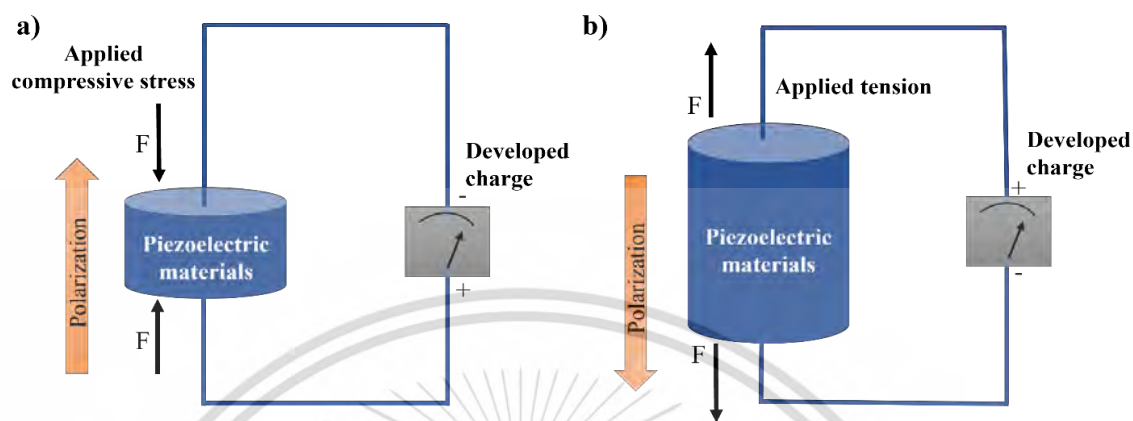 a)
Applied
compressive stress
F
Polarization
Piezoelectric
materials
F
Developed
charge
-
+
b)
F
Applied tension
Polarization
Piezoelectric
materials
F
Developed
charge
+
-